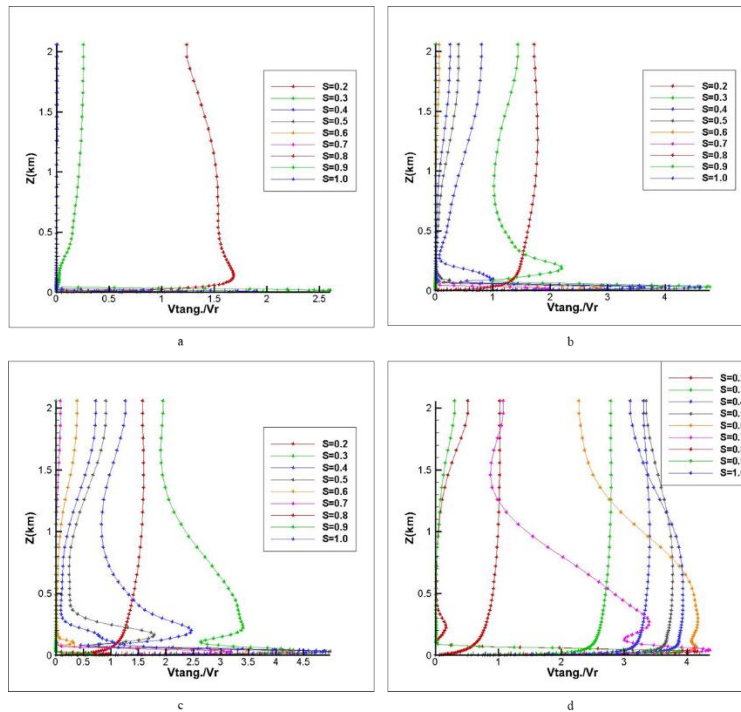 2
1.5
1
0.5
0
Z(km)
0
0.5
1
1.5
2
2.5
Vtang./Vr
S=0.2
S=0.3
S=0.4
S=0.5
S=0.6
S=0.7
S=0.8
S=0.9
S=1.0
a
2
1.5
1
0.5
0
Z(km)
0
1
2
3
4
Vtang./Vr
S=0.2
S=0.3
S=0.4
S=0.5
S=0.6
S=0.7
S=0.8
S=0.9
S=1.0
b
2
1.5
1
0.5
0
Z(km)
0
0.5
1
1.5
2
2.5
3
3.5
4
4.5
5
Vtang./Vr
S=0.2
S=0.3
S=0.4
S=0.5
S=0.6
S=0.7
S=0.8
S=0.9
S=1.0
c
2
1.5
1
0.5
0
Z(km)
0
1
2
3
4
Vtang./Vr
S=1.0
d